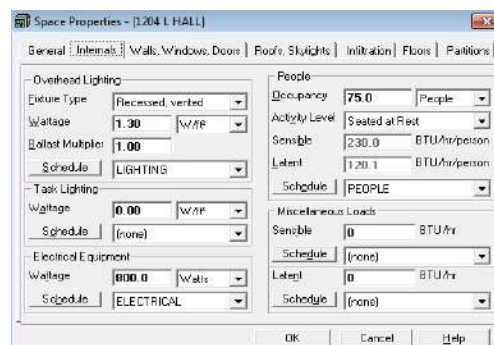 Space Properties - [1204 L HALL]
General | Internals | Walls, Windows, Doors | Roofs, Skylights | Infiltration | Floors | Partitions
Overhead Lighting
Fixture Type Recessed, vented
Wattage 1.30 W/ft²
Ballast Multiplier 1.00
Schedule LIGHTING
Task Lighting
Wattage 0.00 W/ft²
Schedule (none)
Electrical Equipment
Wattage 800.0 Watts
Schedule ELECTRICAL
People
Occupancy 75.0 People
Activity Level Seated at Rest
Sensible 230.0 BTU/hr/person
Latent 120.1 BTU/hr/person
Schedule PEOPLE
Miscellaneous Loads
Sensible 0 BTU/hr
Schedule (none)
Latent 0 BTU/hr
Schedule (none)
OK Cancel Help